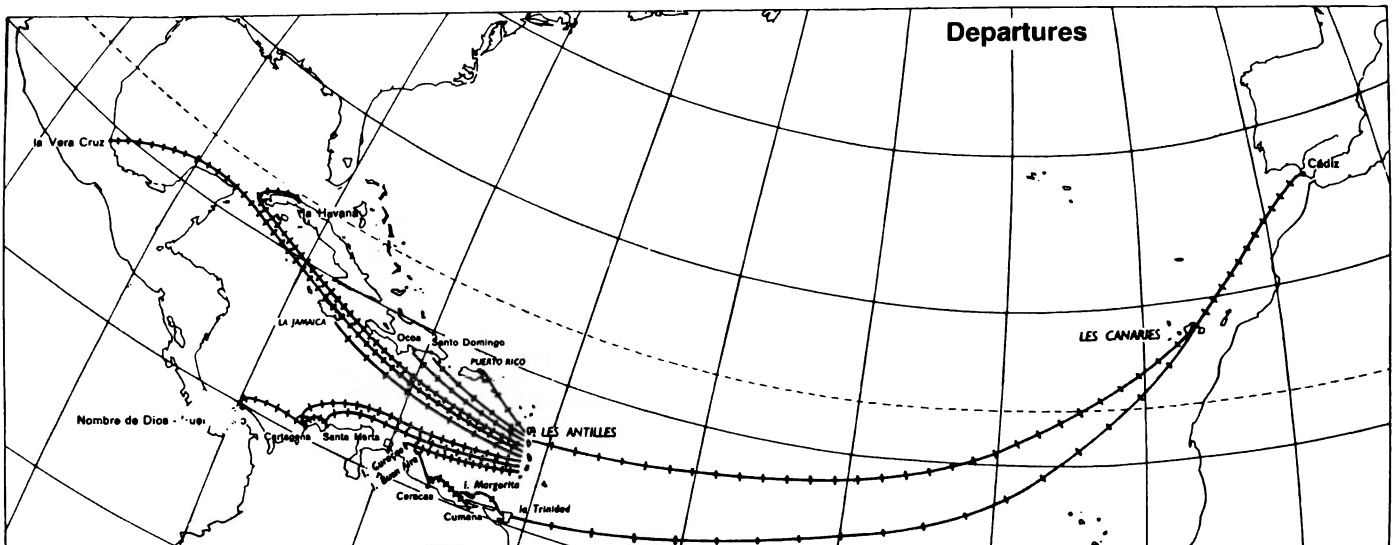 Departures
la Vera Cruz
Cádiz
la Havana
LA JAMAICA
Ocoa
Santo Domingo
PUERTO RICO
LES CANARIES
Nombre de Dios -
Cartagena
Santa Marta
LES ANTILLES
I. Margarita
Caracas
la Trinidad
Cumana